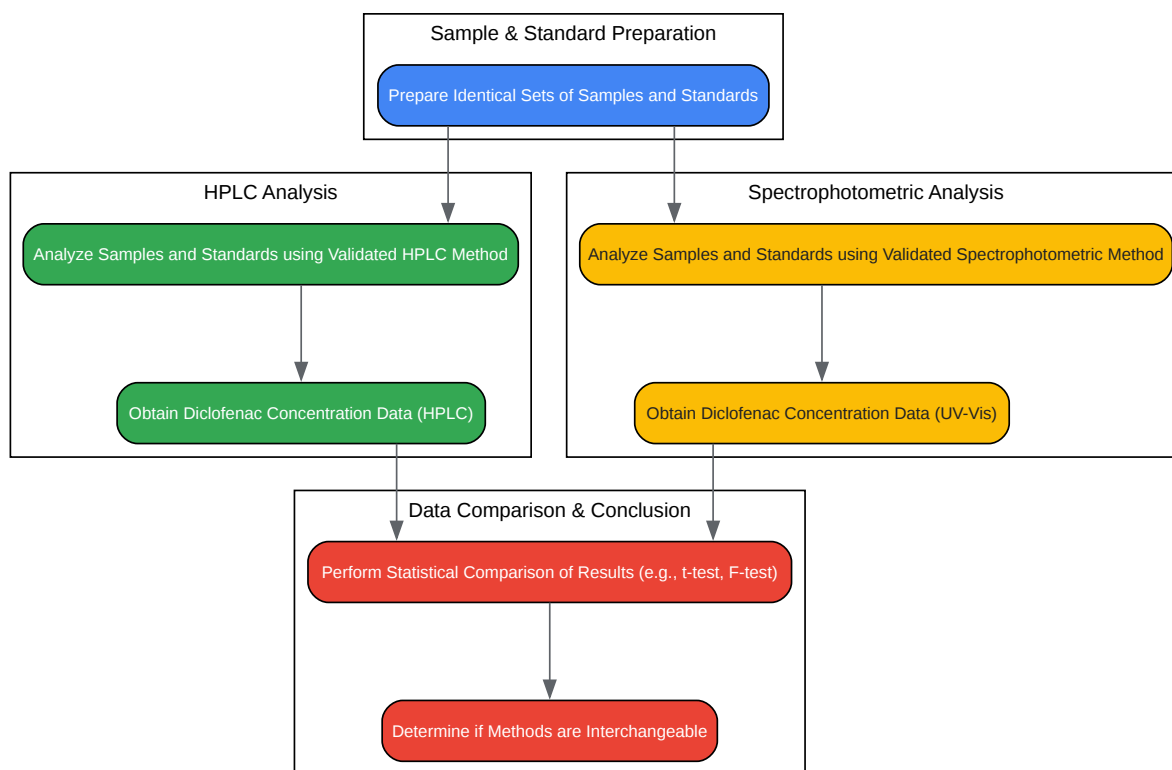 Sample & Standard Preparation
Prepare Identical Sets of Samples and Standards
HPLC Analysis
Analyze Samples and Standards using Validated HPLC Method
Obtain Diclofenac Concentration Data (HPLC)
Spectrophotometric Analysis
Analyze Samples and Standards using Validated Spectrophotometric Method
Obtain Diclofenac Concentration Data (UV-Vis)
Data Comparison & Conclusion
Perform Statistical Comparison of Results (e.g., t-test, F-test)
Determine if Methods are Interchangeable